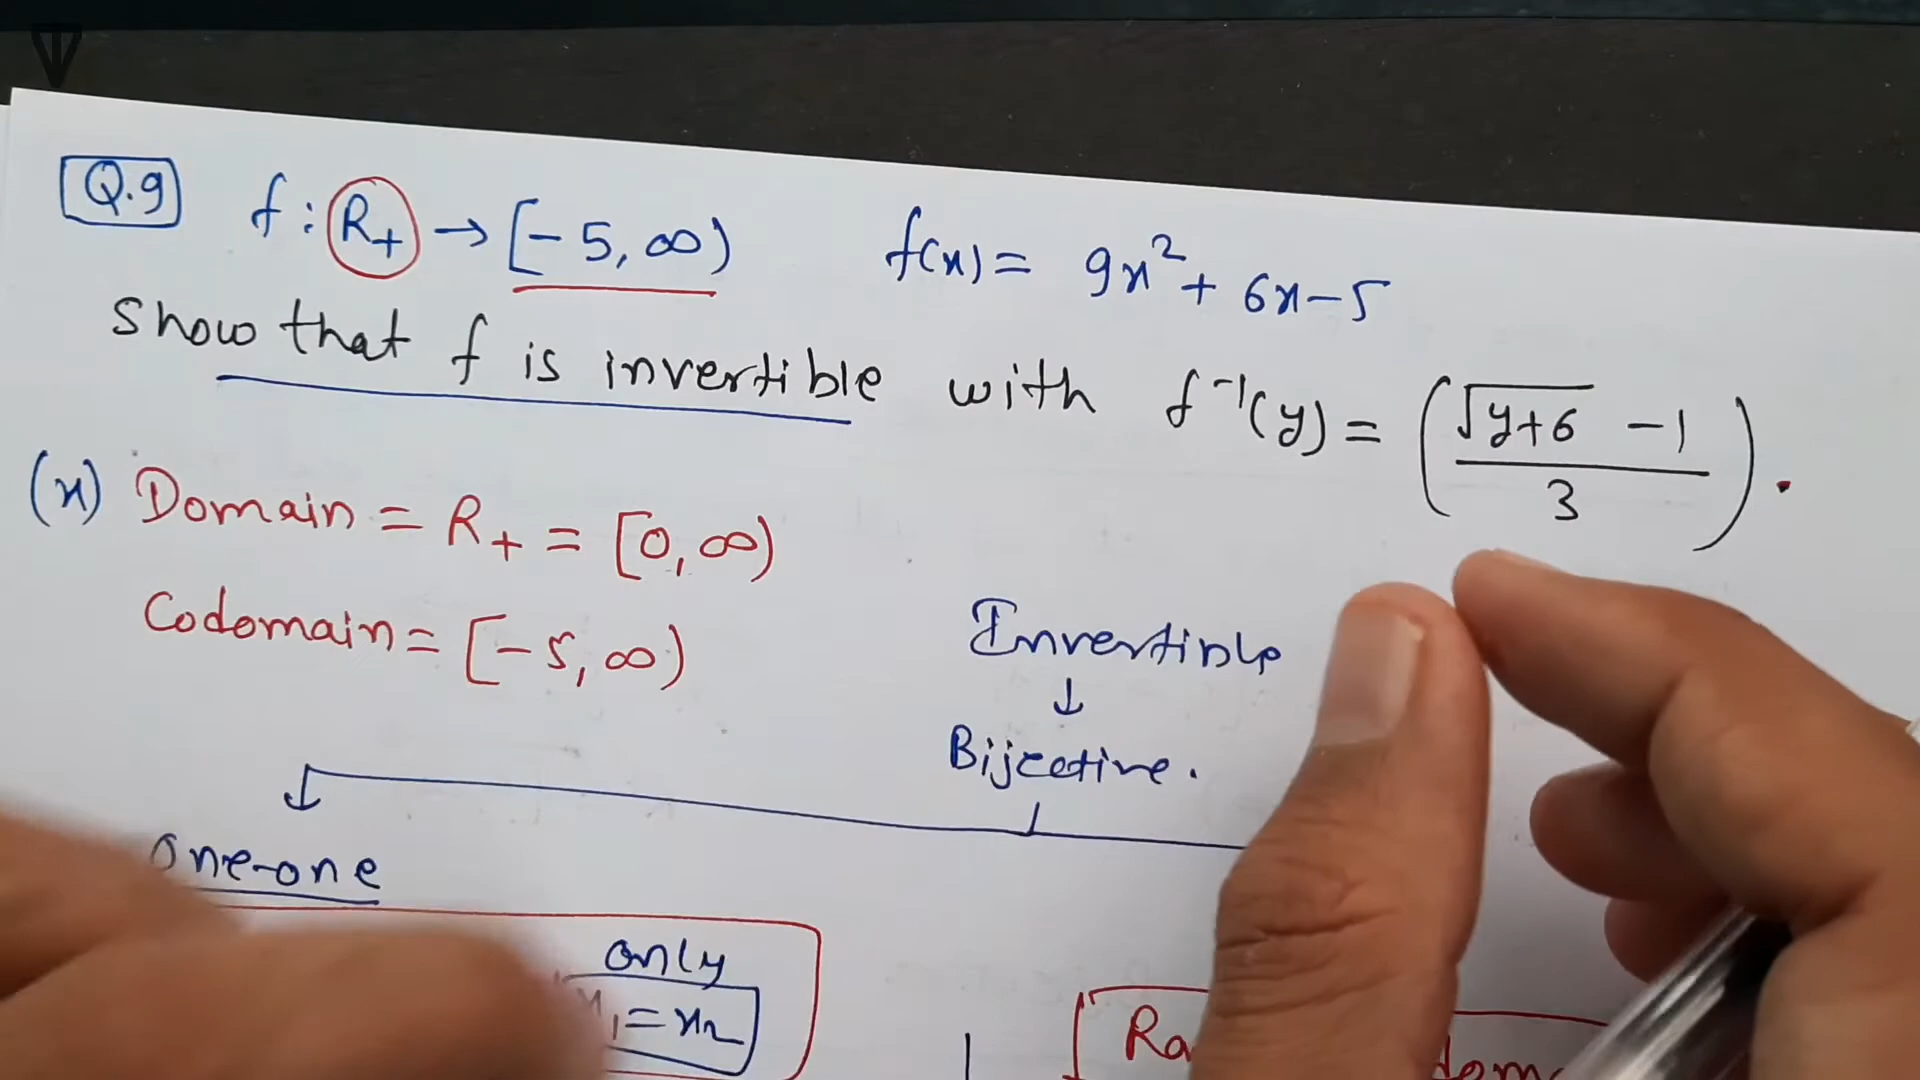 Q.9 f : R+ → [-5, ∞) f(x) = 9x² + 6x - 5
show that f is invertible with f⁻¹(y) = ((√(y+6) - 1)/3).
(x) Domain = R+ = [0, ∞)
Codomain = [-5, ∞)
Invertible
↓
Bijective.
one-one
only
x₁ = x₂